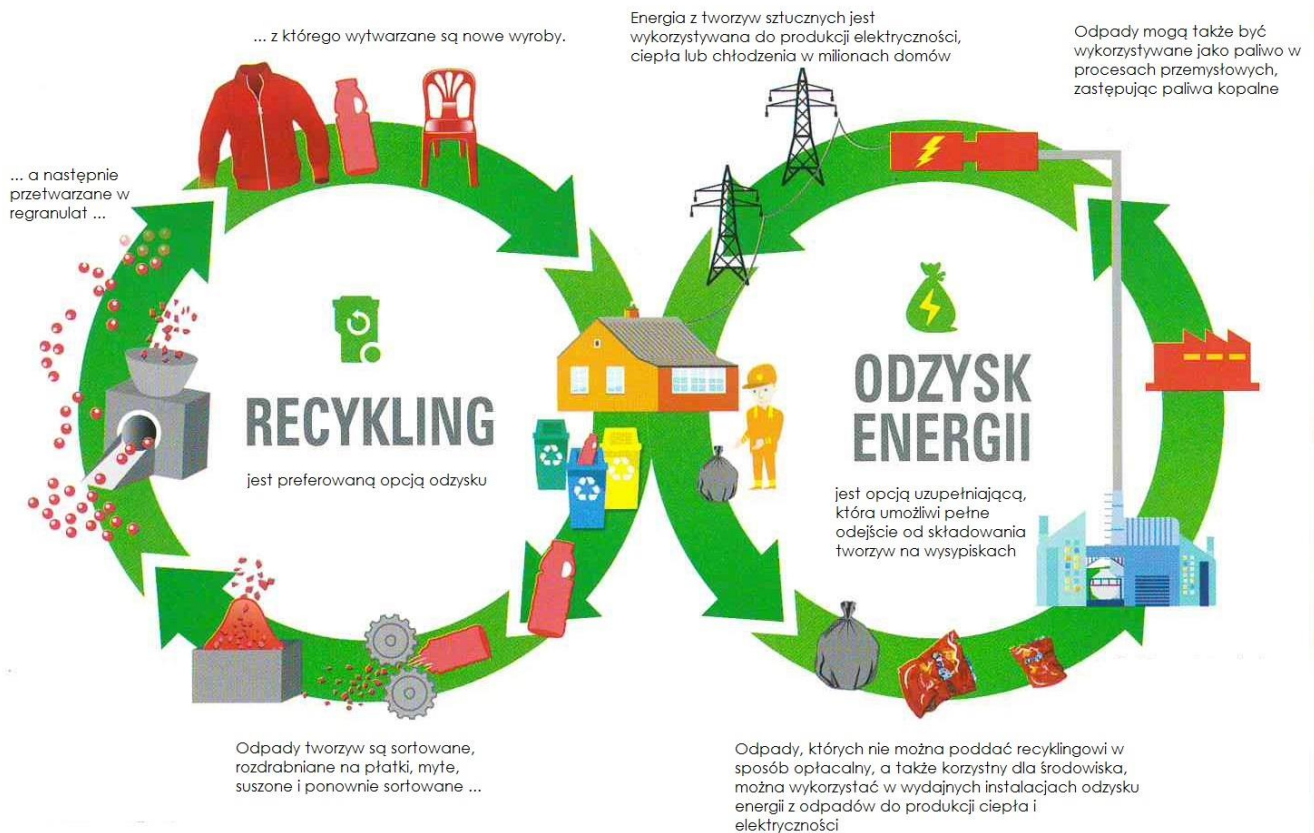 ... z którego wytwarzane są nowe wyroby.
Energia z tworzyw sztucznych jest
wykorzystywana do produkcji elektryczności,
ciepła lub chłodzenia w milionach domów
Odpady mogą także być
wykorzystywane jako paliwo w
procesach przemysłowych,
zastępując paliwa kopalne
... a następnie
przetwarzane w
regranulat ...
RECYKLING
jest preferowaną opcją odzysku
ODZYSK
ENERGII
jest opcją uzupełniającą,
która umożliwi pełne
odejście od składowania
tworzyw na wysypiskach
Odpady tworzyw są sortowane,
rozdrabniane na płatki, myte,
suszone i ponownie sortowane ...
Odpady, których nie można poddać recyklingowi w
sposób opłacalny, a także korzystny dla środowiska,
można wykorzystać w wydajnych instalacjach odzysku
energii z odpadów do produkcji ciepła i
elektryczności